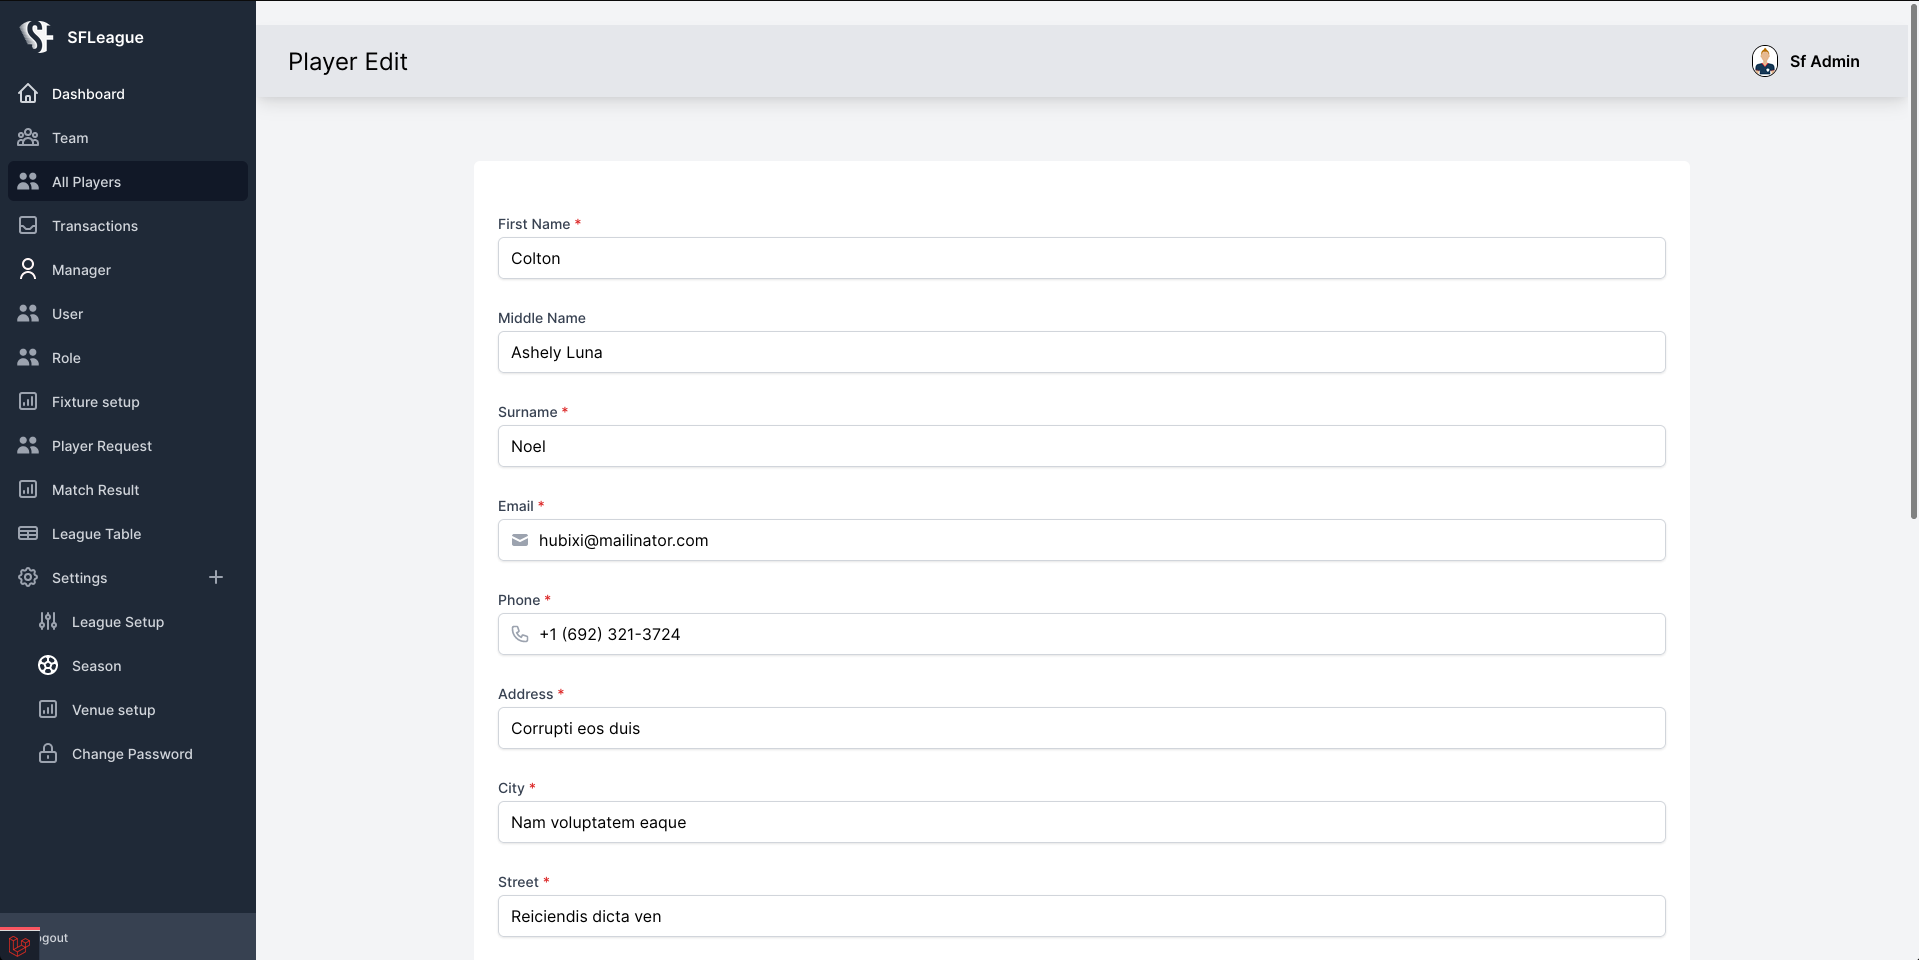 SFLeague
Dashboard
Team
All Players
Transactions
Manager
User
Role
Fixture setup
Player Request
Match Result
League Table
Settings
League Setup
Season
Venue setup
Change Password
ogout
Player Edit
Sf Admin
First Name *
Colton
Middle Name
Ashely Luna
Surname *
Noel
Email *
hubixi@mailinator.com
Phone *
+1 (692) 321-3724
Address *
Corrupti eos duis
City *
Nam voluptatem eaque
Street *
Reiciendis dicta ven